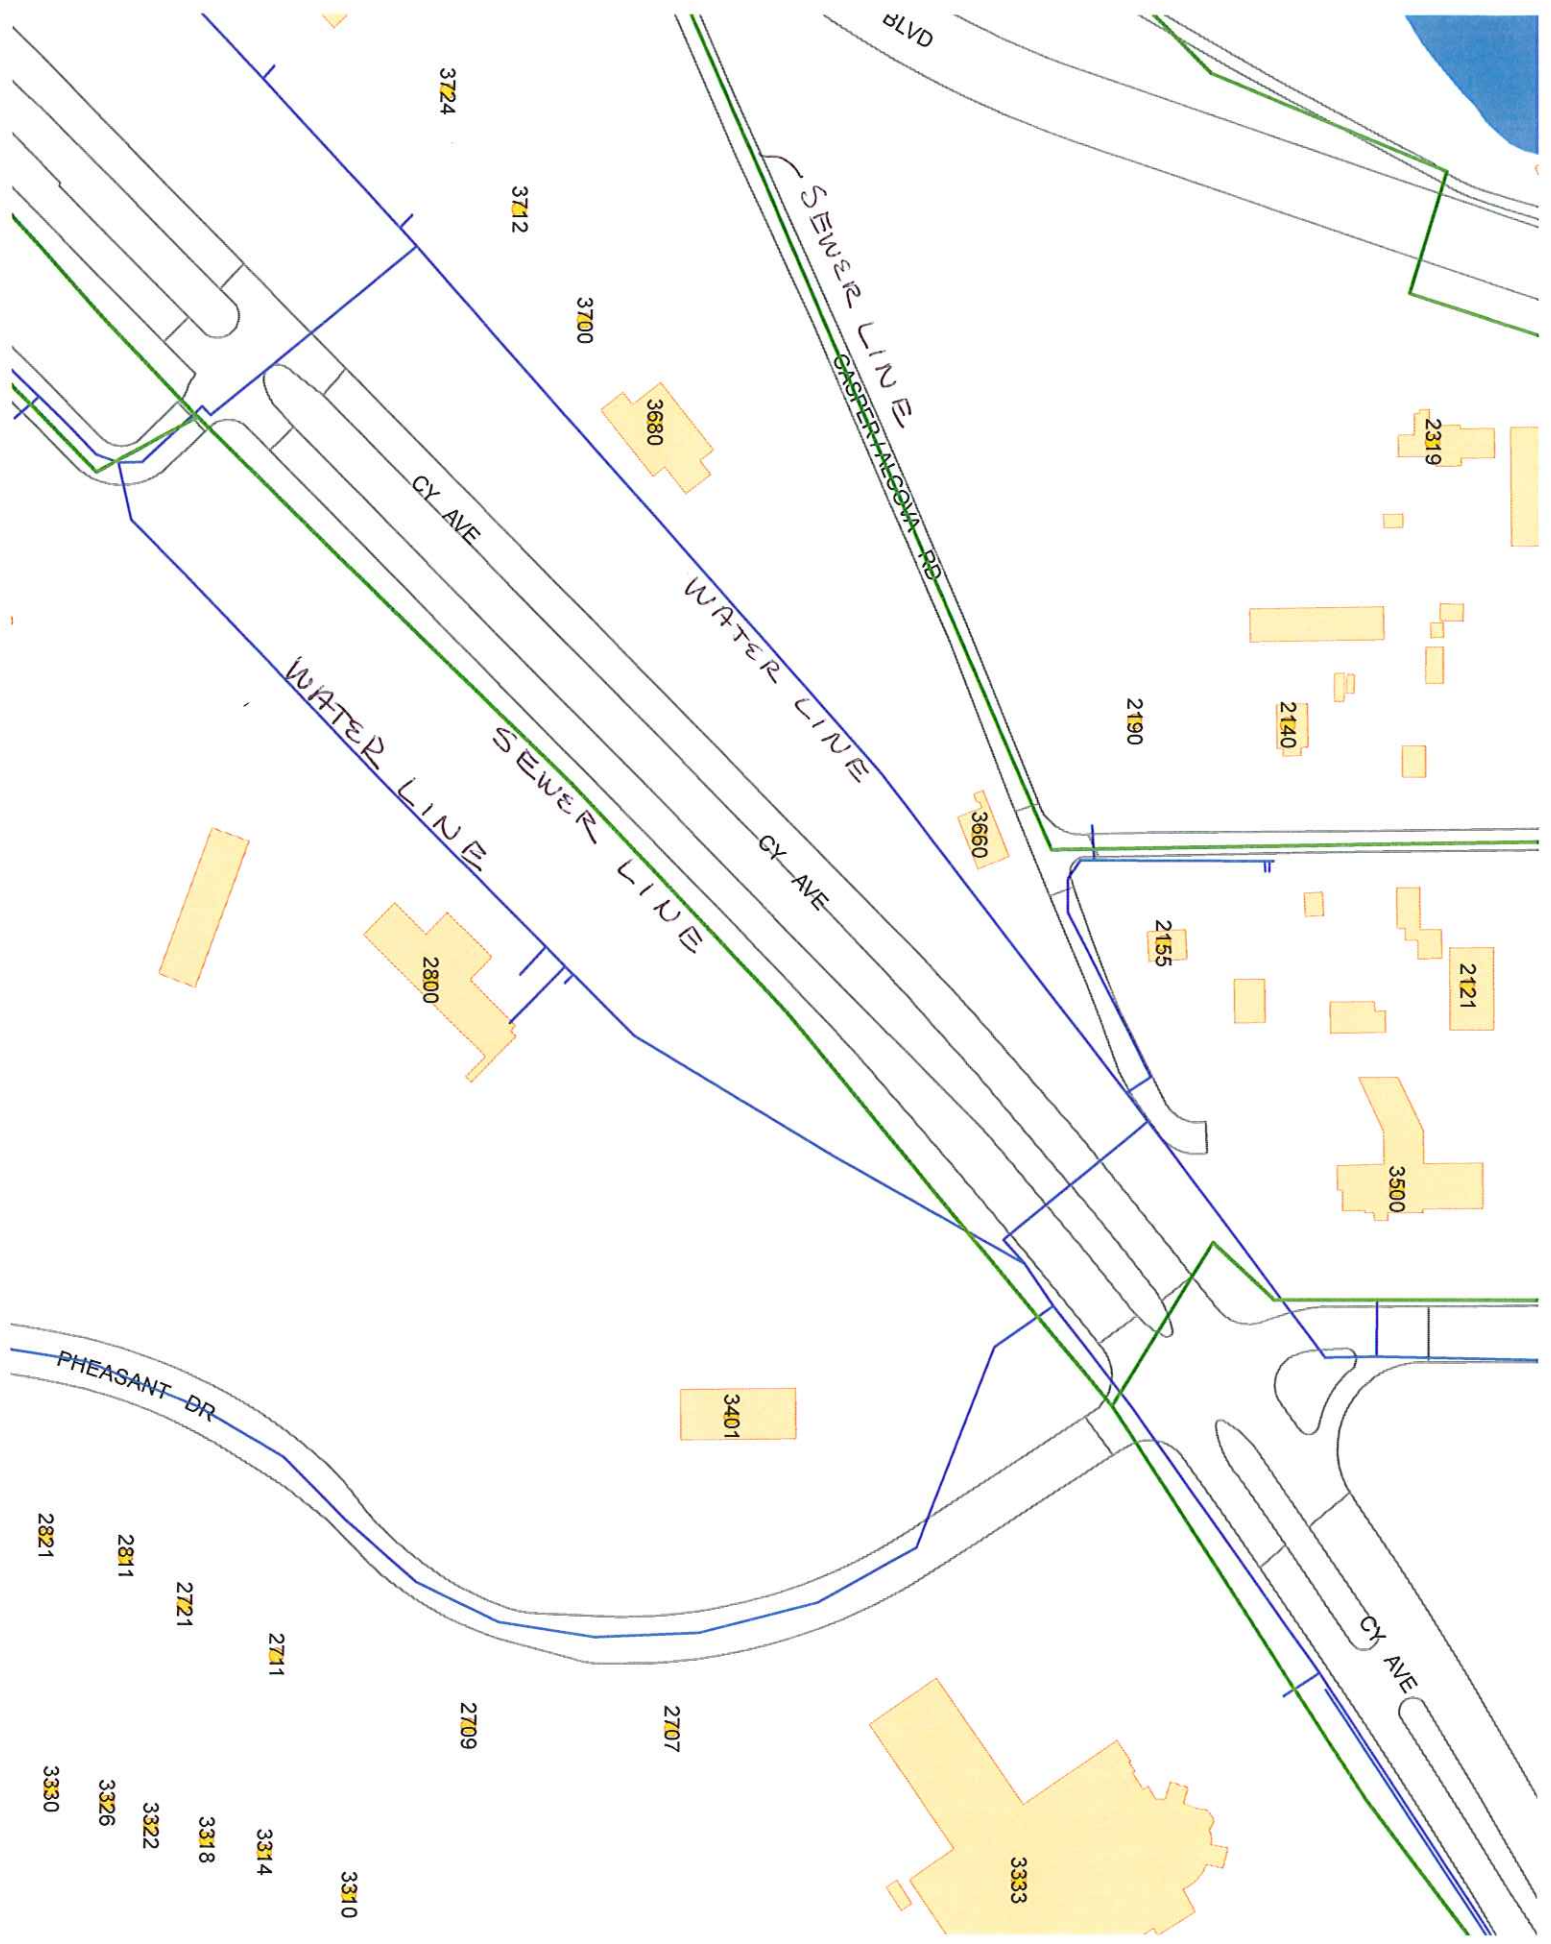 BLVD
3724
3712
3700
SEWER LINE
CASPER / ALCOVA RD
3680
2319
CY AVE
WATER LINE
2190
2140
WATER LINE
SEWER LINE
3660
CY AVE
2155
2121
2800
3500
PHEASANT DR
3401
2821
2811
2721
2711
2709
2707
CY AVE
3330
3326
3322
3318
3314
3310
3333